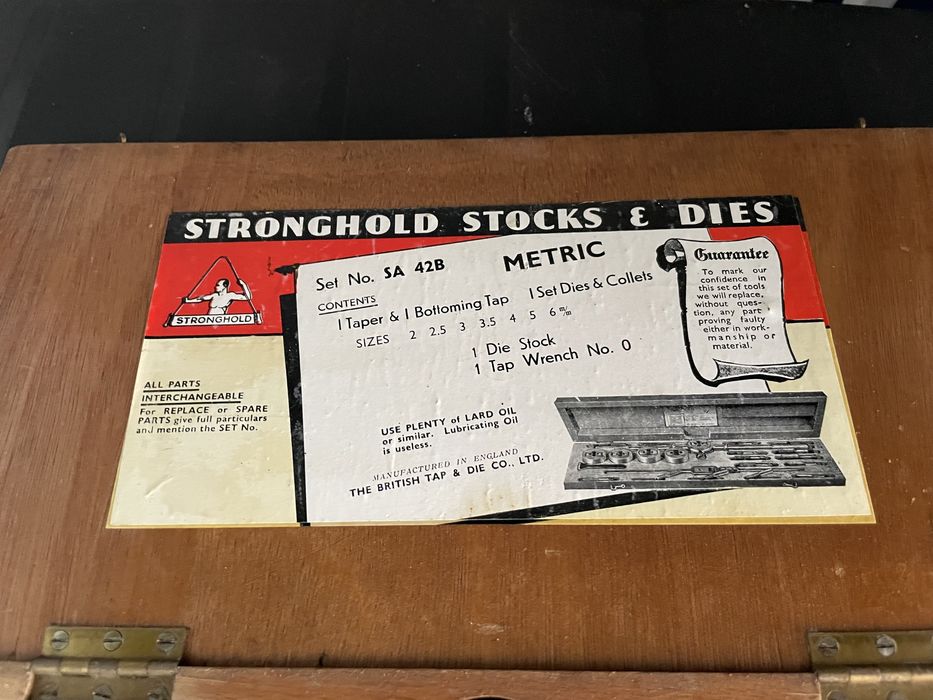 STRONGHOLD STOCKS & DIES
STRONGHOLD
Set No. SA 42B
METRIC
CONTENTS
1 Taper & 1 Bottoming Tap 1 Set Dies & Collets
SIZES 2 2.5 3 3.5 4 5 6 m/m
1 Die Stock
1 Tap Wrench No. 0
Guarantee
To mark our
confidence in
this set of tools
we will replace,
without ques-
tion, any part
proving faulty
either in work-
manship or
material.
ALL PARTS
INTERCHANGEABLE
For REPLACE or SPARE
PARTS give full particulars
and mention the SET No.
USE PLENTY of LARD OIL
or similar. Lubricating Oil
is useless.
MANUFACTURED IN ENGLAND
THE BRITISH TAP & DIE CO., LTD.